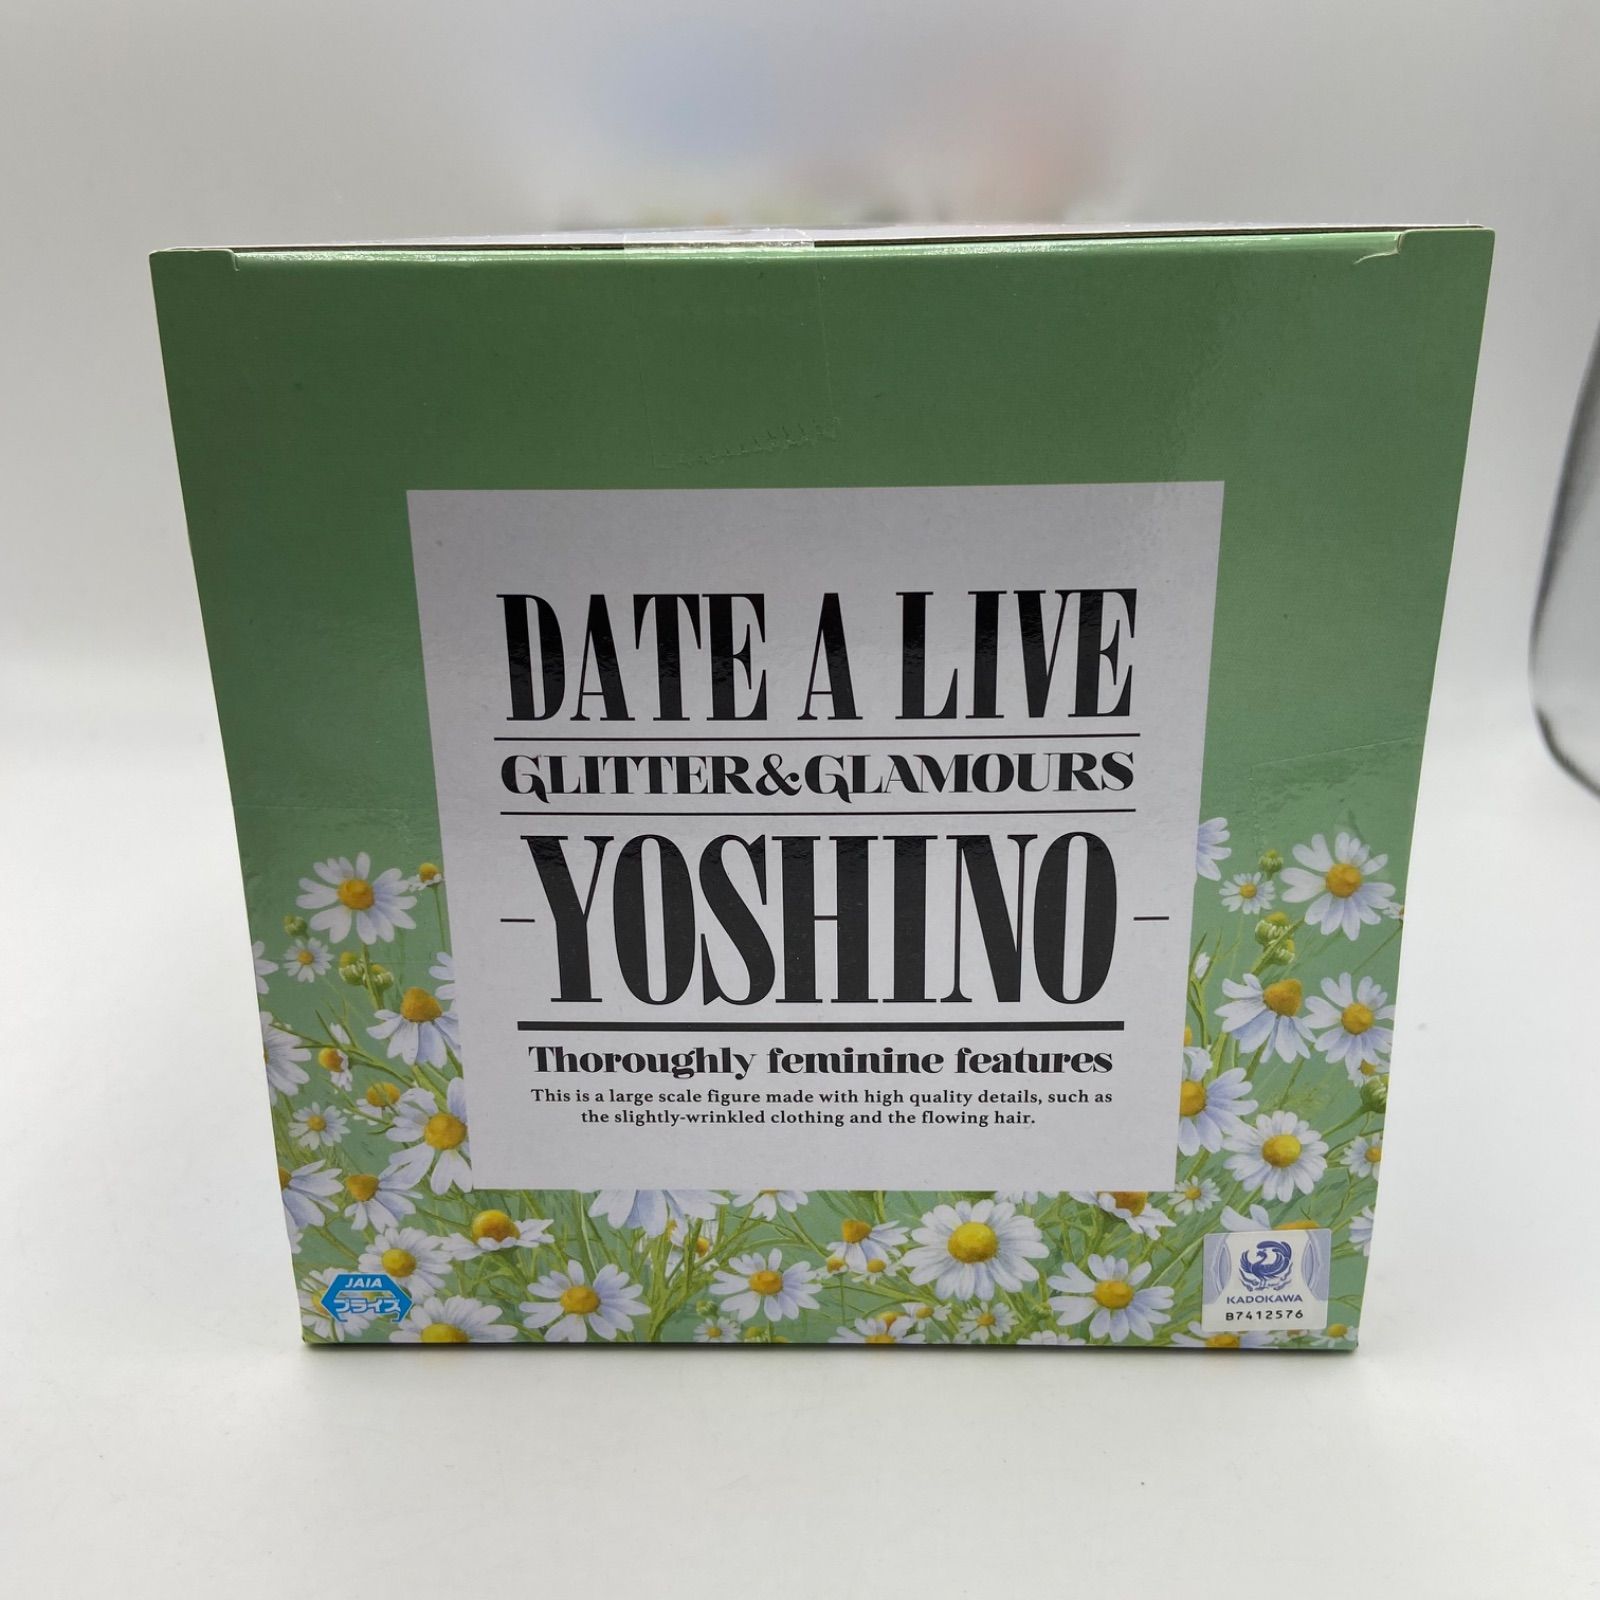 DATE A LIVE
GLITTER&GLAMOURS
-YOSHINO-
Thoroughly feminine features
This is a large scale figure made with high quality details, such as
the slightly-wrinkled clothing and the flowing hair.
JAIA
プライズ
KADOKAWA
B7412576